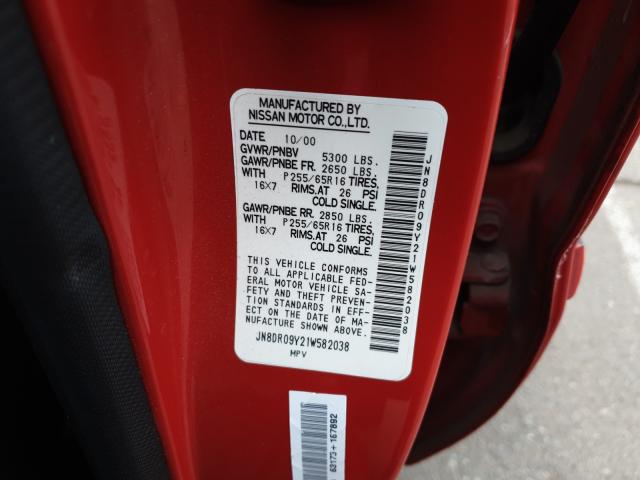 MANUFACTURED BY
NISSAN MOTOR CO.,LTD.
DATE 10/00
GVWR/PNBV 5300 LBS.
GAWR/PNBE FR. 2650 LBS.
WITH P255/65R16 TIRES,
16X7 RIMS,AT 26 PSI
COLD SINGLE.
GAWR/PNBE RR. 2850 LBS.
WITH P255/65R16 TIRES,
16X7 RIMS,AT 26 PSI
COLD SINGLE.
THIS VEHICLE CONFORMS
TO ALL APPLICABLE FED-
ERAL MOTOR VEHICLE SA-
FETY AND THEFT PREVEN-
TION STANDARDS IN EFF-
ECT ON THE DATE OF MA-
NUFACTURE SHOWN ABOVE.
JN8DR09Y21W582038
MPV
JN8DR09Y21W582038
63173+167892